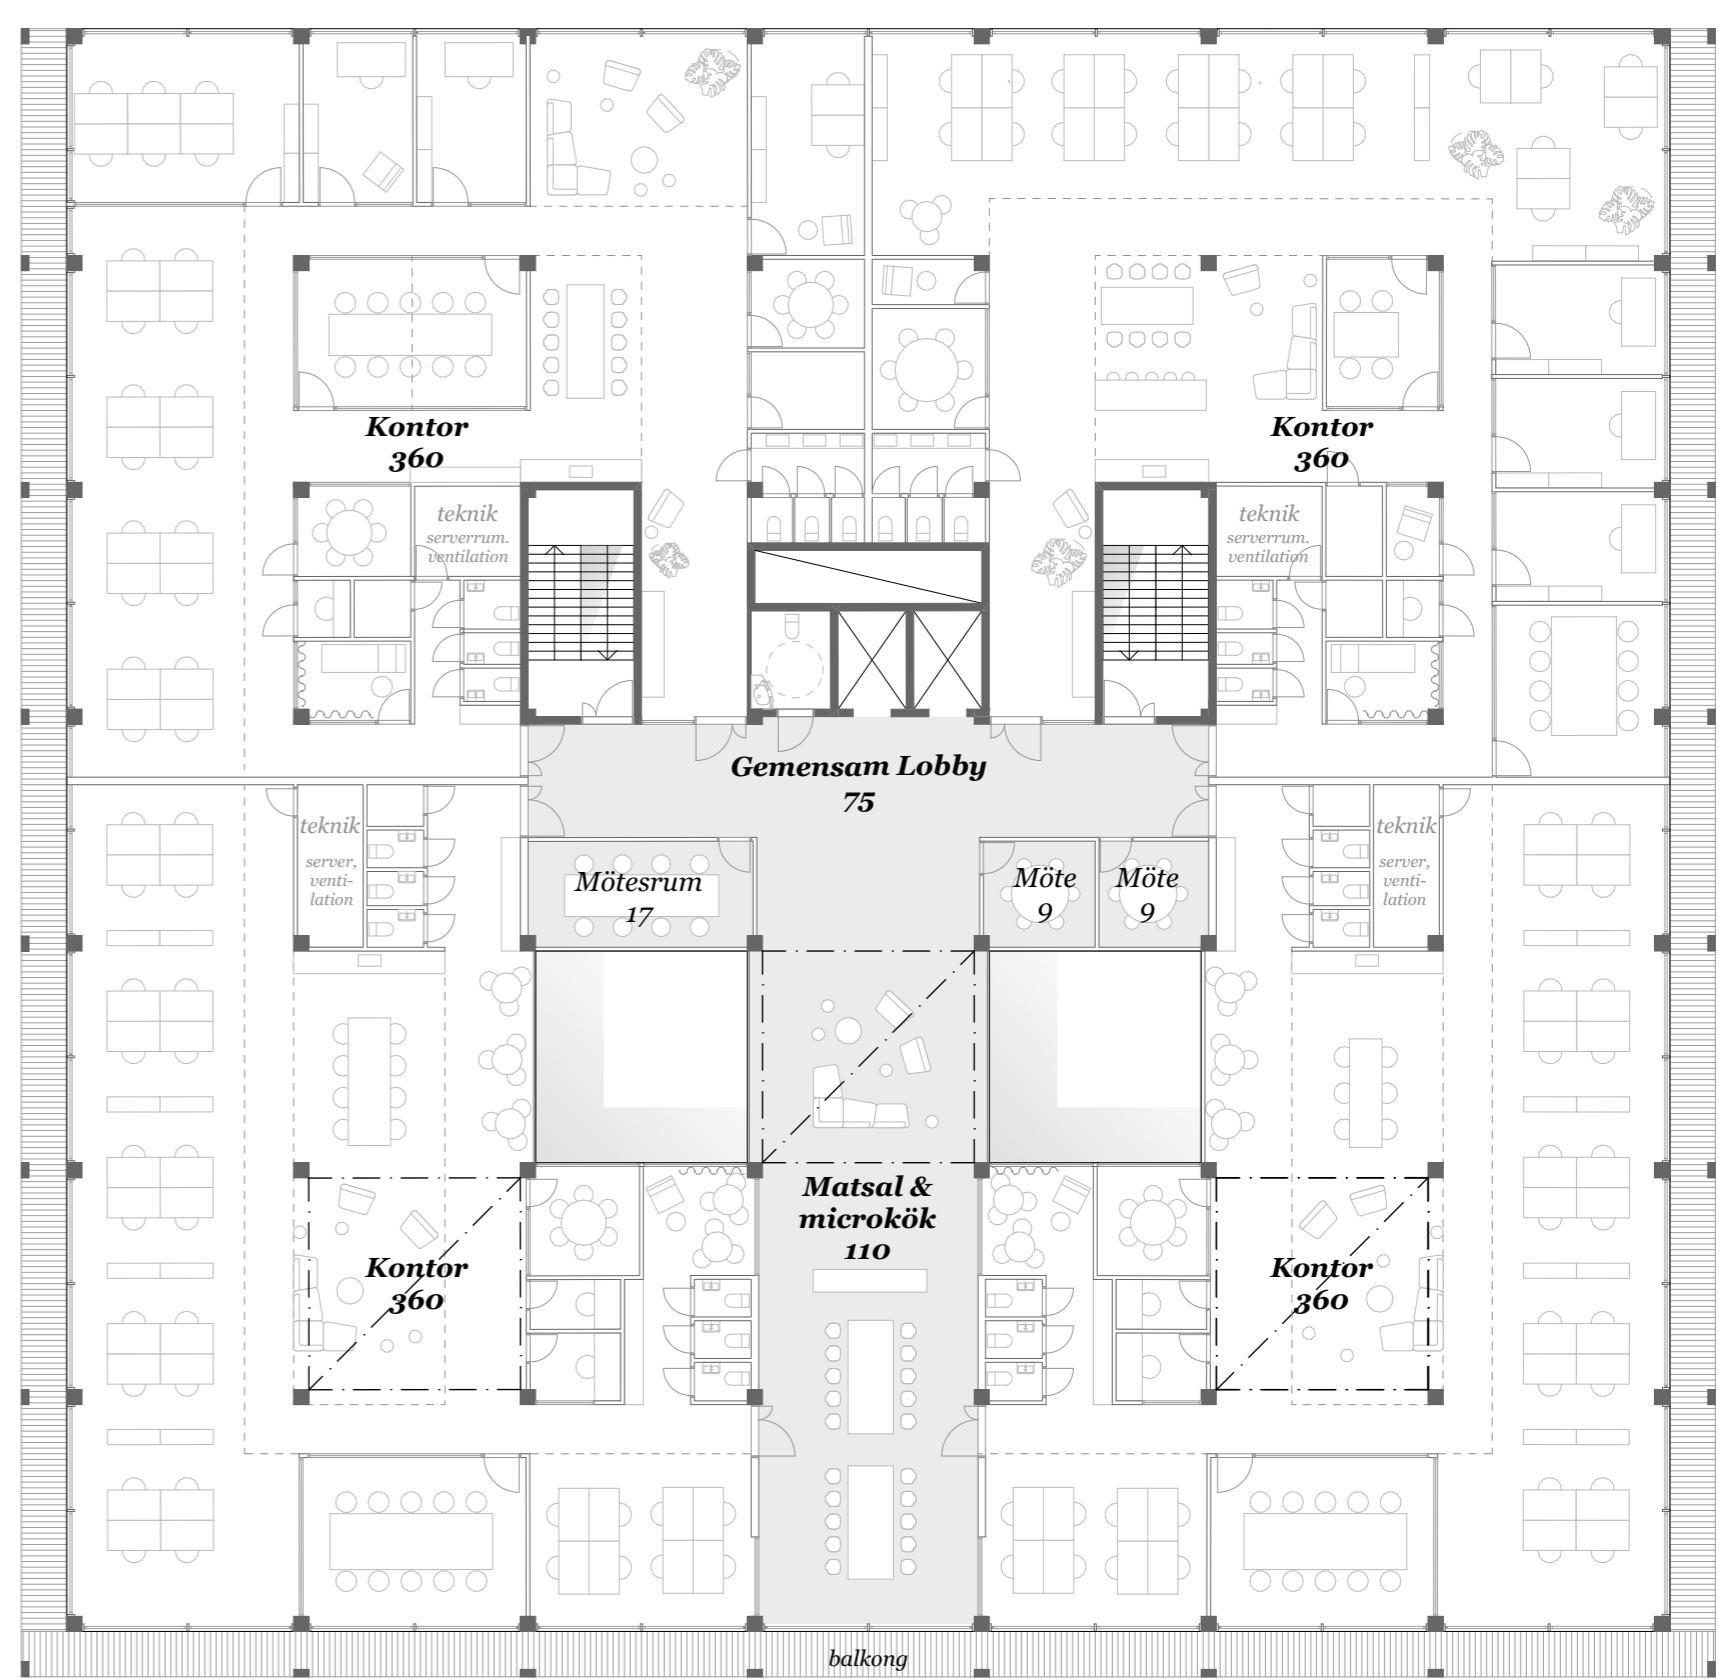 Kontor
360
Kontor
360
teknik
serverrum.
ventilation
teknik
serverrum.
ventilation
Gemensam Lobby
75
teknik
server,
venti-
lation
Mötesrum
17
Möte
9
Möte
9
teknik
server,
venti-
lation
Matsal &
microkök
110
Kontor
360
Kontor
360
balkong